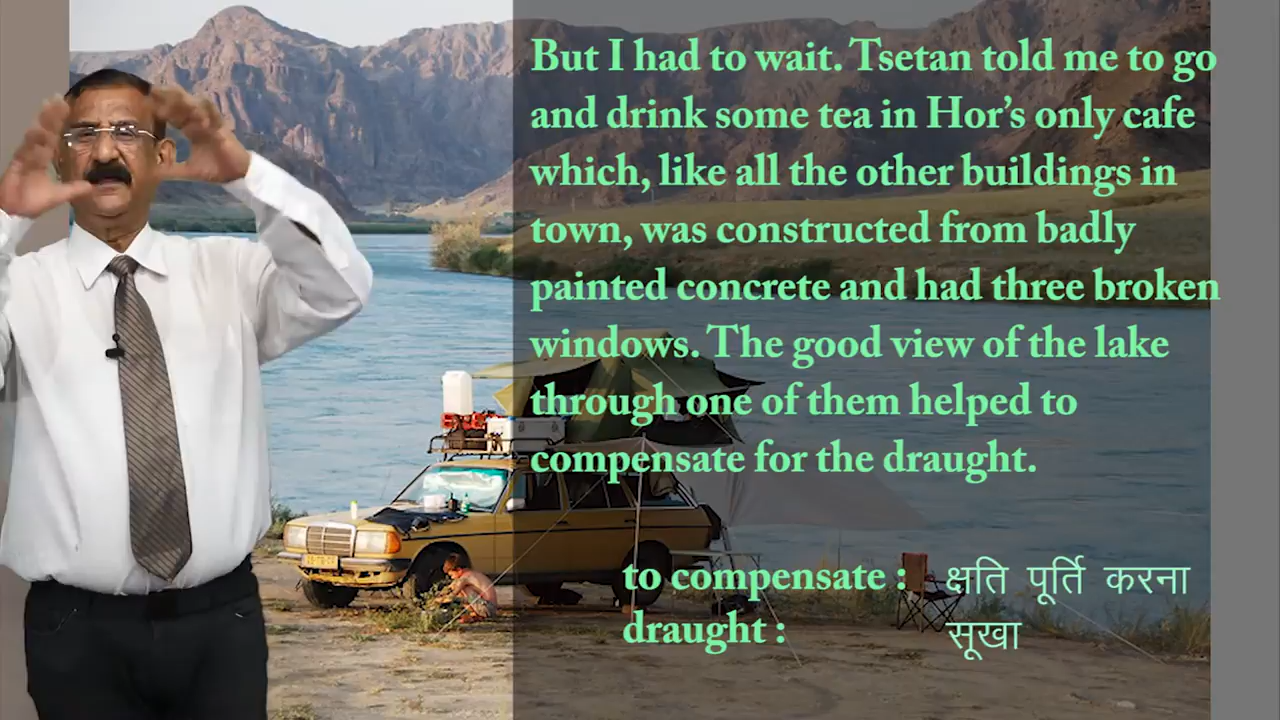 But I had to wait. Tsetan told me to go
and drink some tea in Hor’s only cafe
which, like all the other buildings in
town, was constructed from badly
painted concrete and had three broken
windows. The good view of the lake
through one of them helped to
compensate for the draught.
to compensate : क्षति पूर्ति करना
draught : सूखा